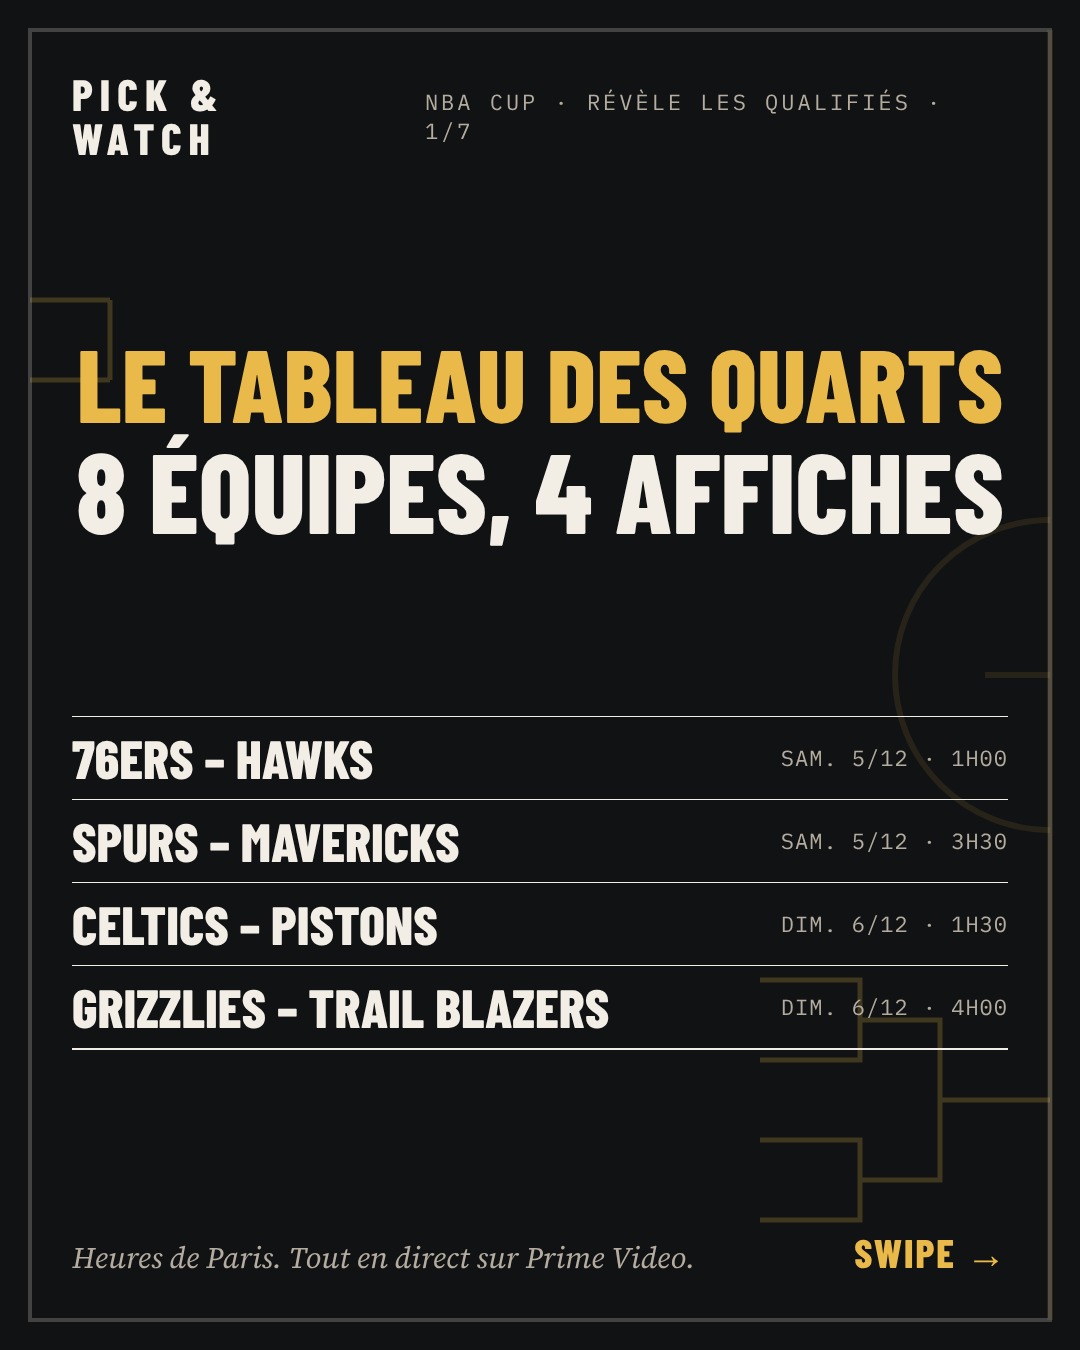 PICK &
WATCH
NBA CUP · RÉVÈLE LES QUALIFIÉS ·
1/7
LE TABLEAU DES QUARTS
8 ÉQUIPES, 4 AFFICHES
76ERS – HAWKS SAM. 5/12 · 1H00
SPURS – MAVERICKS SAM. 5/12 · 3H30
CELTICS – PISTONS DIM. 6/12 · 1H30
GRIZZLIES – TRAIL BLAZERS DIM. 6/12 · 4H00
Heures de Paris. Tout en direct sur Prime Video.
SWIPE →